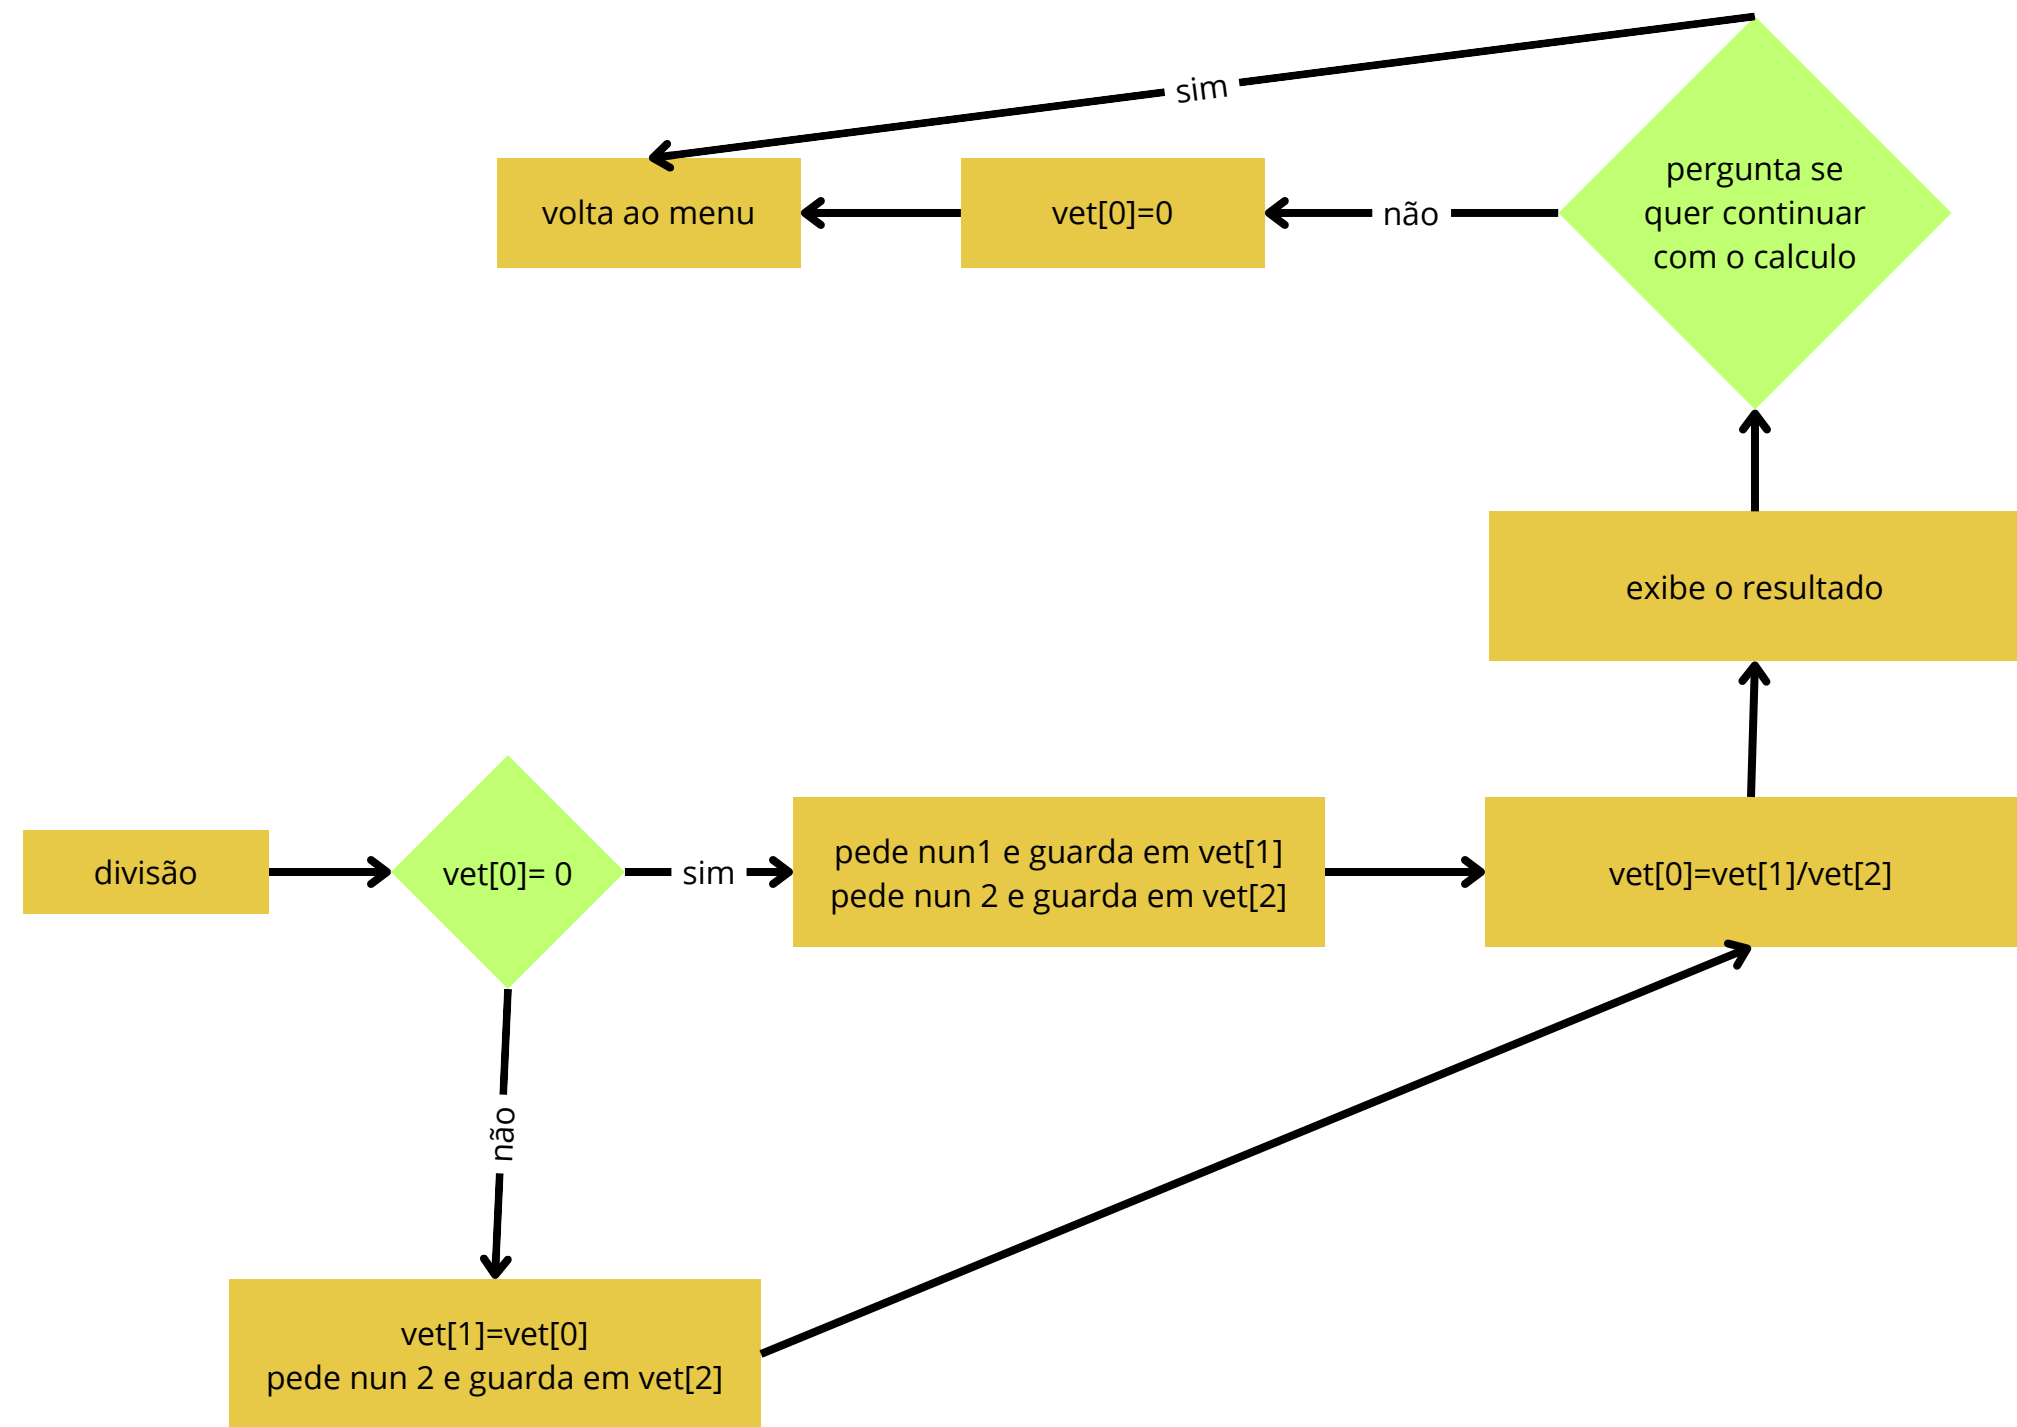 sim
volta ao menu
vet[0]=0
não
pergunta se
quer continuar
com o calculo
exibe o resultado
divisão
vet[0]= 0
sim
pede nun1 e guarda em vet[1]
pede nun 2 e guarda em vet[2]
vet[0]=vet[1]/vet[2]
não
vet[1]=vet[0]
pede nun 2 e guarda em vet[2]